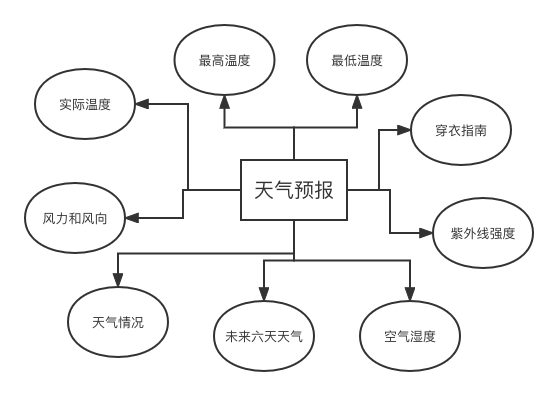 最高温度
最低温度
实际温度
穿衣指南
天气预报
风力和风向
紫外线强度
天气情况
未来六天天气
空气湿度